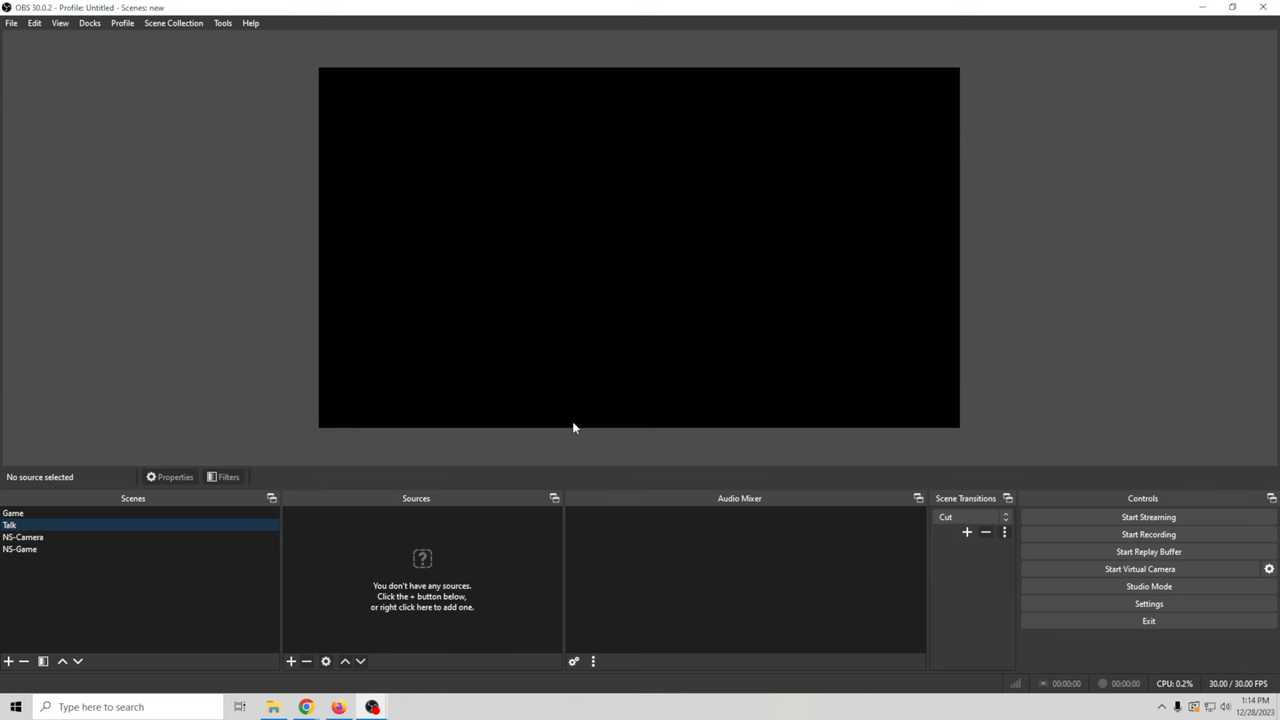 OBS 30.0.2 - Profile: Untitled - Scenes: new
File Edit View Docks Profile Scene Collection Tools Help
No source selected Properties Filters
Scenes Sources Audio Mixer Scene Transitions Controls
Game
Talk
NS-Camera
NS-Game
You don't have any sources.
Click the + button below,
or right click here to add one.
Cut
Start Streaming
Start Recording
Start Replay Buffer
Start Virtual Camera
Studio Mode
Settings
Exit
00:00:00 00:00:00 CPU: 0.2% 30.00 / 30.00 FPS
Type here to search
1:14 PM
12/28/2023